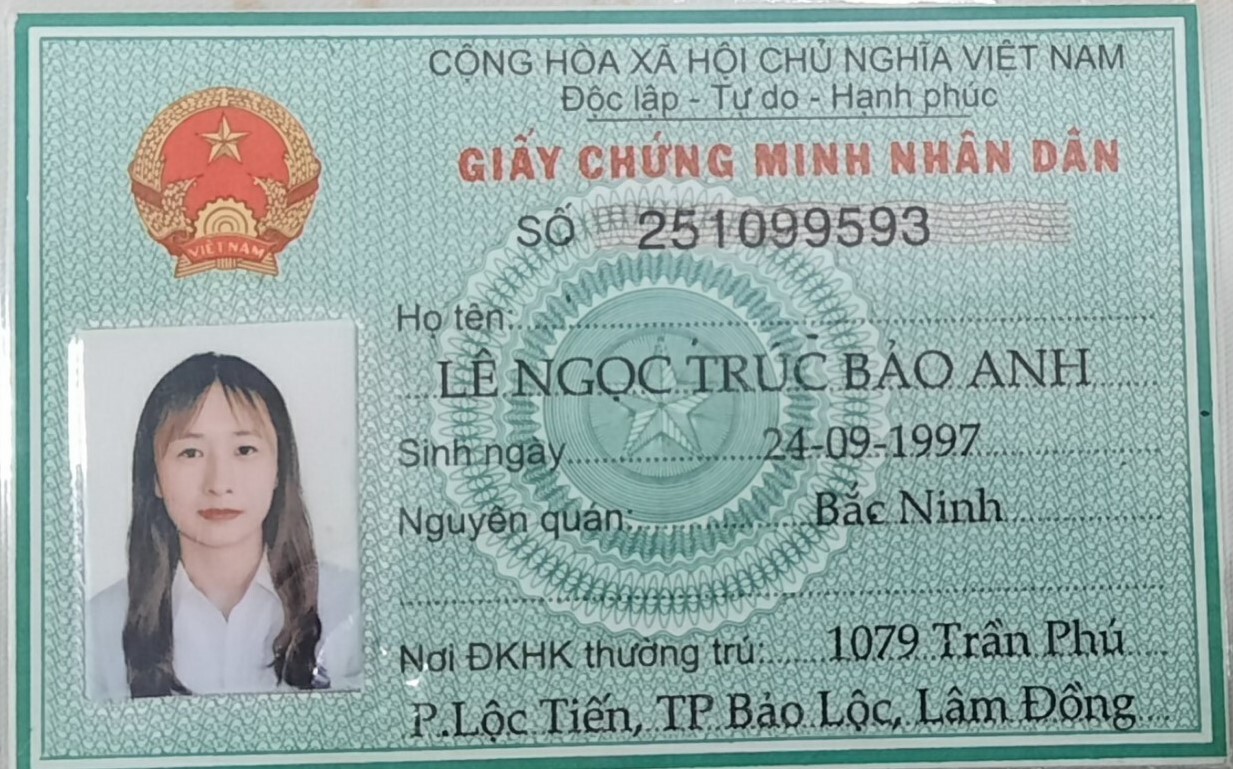 CỘNG HÒA XÃ HỘI CHỦ NGHĨA VIỆT NAM
Độc lập - Tự do - Hạnh phúc
GIẤY CHỨNG MINH NHÂN DÂN
SỐ 251099593
VIỆT NAM
Họ tên:
LÊ NGỌC TRÚC BẢO ANH
Sinh ngày 24-09-1997
Nguyên quán: Bắc Ninh
Nơi ĐKHK thường trú: 1079 Trần Phú
P.Lộc Tiến, TP Bảo Lộc, Lâm Đồng